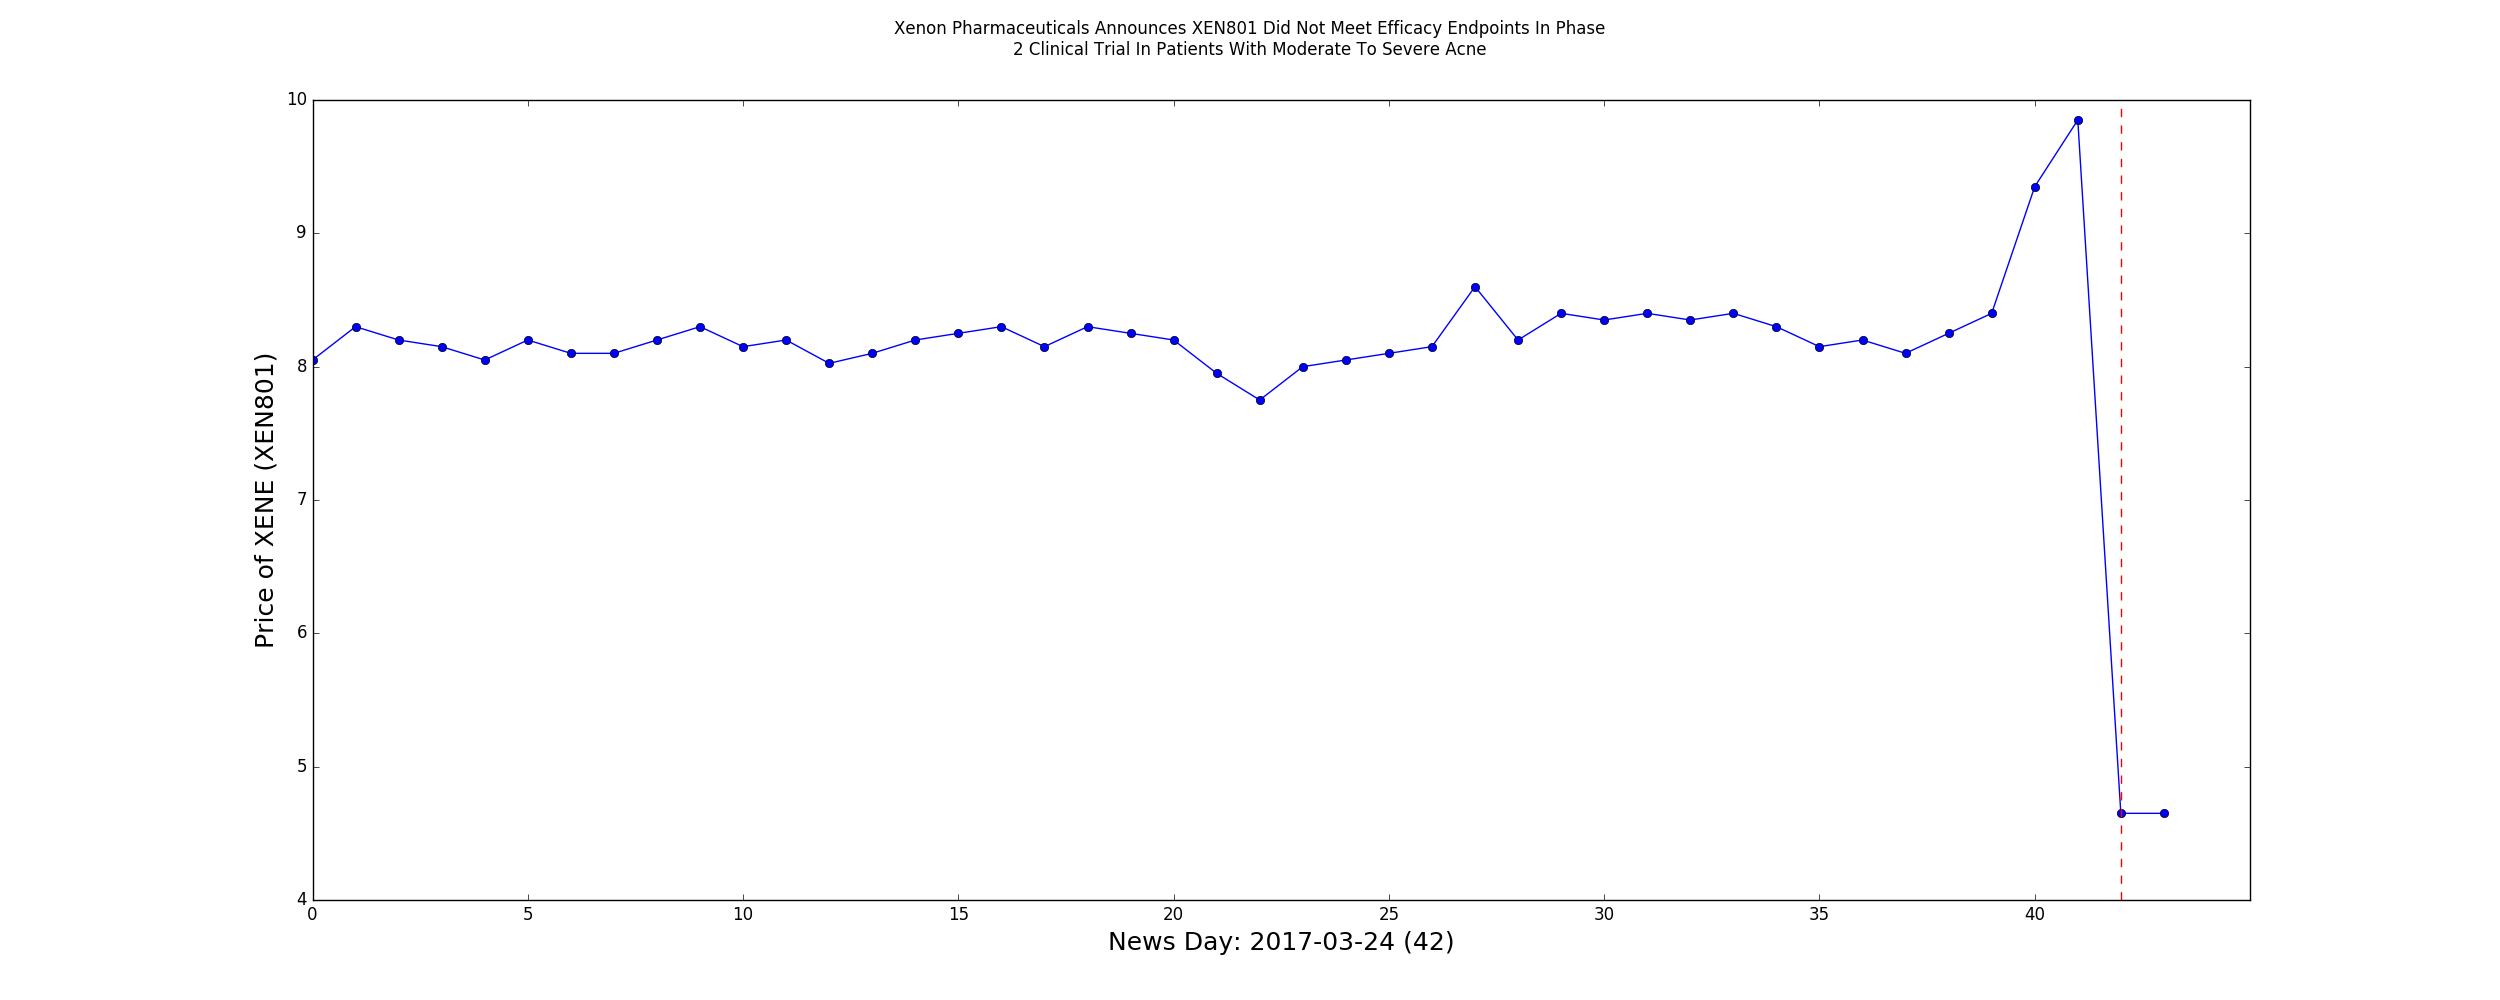 Xenon Pharmaceuticals Announces XEN801 Did Not Meet Efficacy Endpoints In Phase
2 Clinical Trial In Patients With Moderate To Severe Acne
Price of XENE (XEN801)
10
9
8
7
6
5
4
0 5 10 15 20 25 30 35 40
News Day: 2017-03-24 (42)